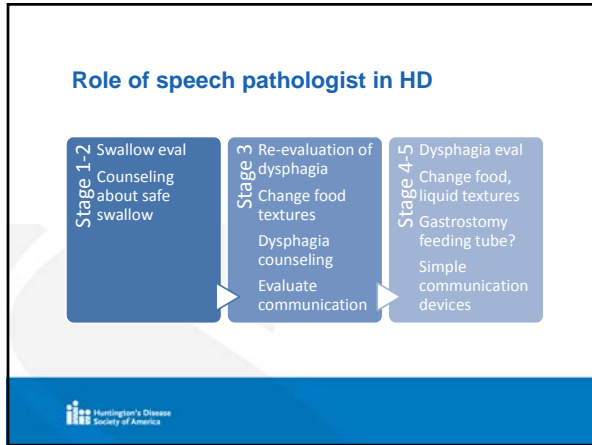 Role of speech pathologist in HD
Stage 1-2
Swallow eval
Counseling
about safe
swallow
Stage 3
Re-evaluation of
dysphagia
Change food
textures
Dysphagia
counseling
Evaluate
communication
Stage 4-5
Dysphagia eval
Change food,
liquid textures
Gastrostomy
feeding tube?
Simple
communication
devices
Huntington's Disease
Society of America